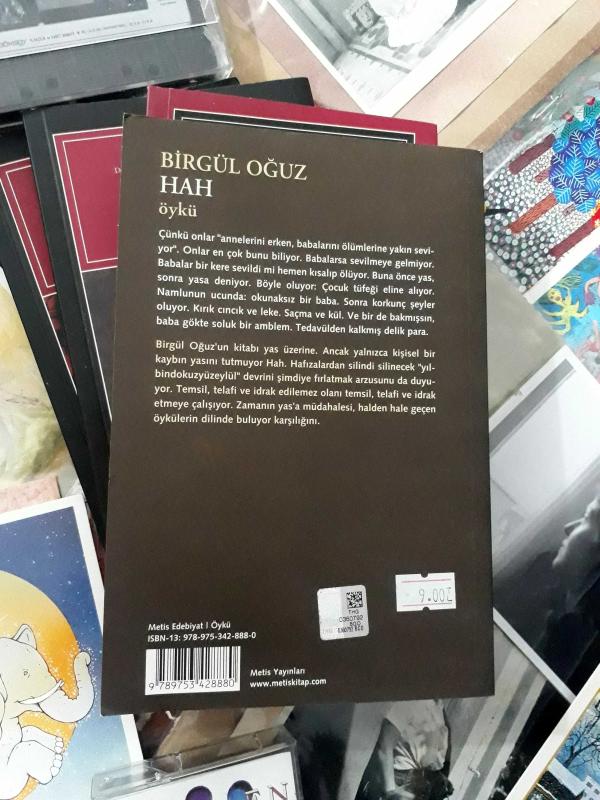 BİRGÜL OĞUZ
HAH
öykü
Çünkü onlar "annelerini erken, babalarını ölümlerine yakın sevi-
yor". Onlar en çok bunu biliyor. Babalarsa sevilmeye gelmiyor.
Babalar bir kere sevildi mi hemen kısalıp ölüyor. Buna önce yas,
sonra yasa deniyor. Böyle oluyor: Çocuk tüfeği eline alıyor.
Namlunun ucunda: okunaksız bir baba. Sonra korkunç şeyler
oluyor. Kırık cıncık ve leke. Saçma ve kül. Ve bir de bakmışsın,
baba gökte soluk bir amblem. Tedavülden kalkmış delik para.
Birgül Oğuz'un kitabı yas üzerine. Ancak yalnızca kişisel bir
kaybın yasını tutmuyor Hah. Hafızalardan silindi silinecek "yıl-
bindokuzyüzeylül" devrini şimdiye fırlatmak arzusunu da duyu-
yor. Temsil, telafi ve idrak edilemez olanı temsil, telafi ve idrak
etmeye çalışıyor. Zamanın yas'a müdahalesi, halden hale geçen
öykülerin dilinde buluyor karşılığını.
9.00
2
Metis Edebiyat | Öykü
ISBN-13: 978-975-342-888-0
9 789753 428880
Metis Yayınları
www.metiskitap.com